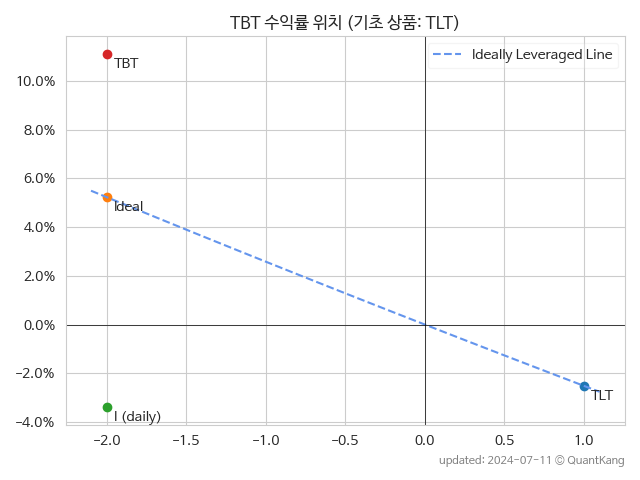 TBT 수익률 위치 (기초 상품: TLT)
Ideally Leveraged Line
10.0%
8.0%
6.0%
4.0%
2.0%
0.0%
−2.0%
−4.0%
TBT
Ideal
I (daily)
TLT
−2.0 −1.5 −1.0 −0.5 0.0 0.5 1.0
updated: 2024-07-11 © QuantKang